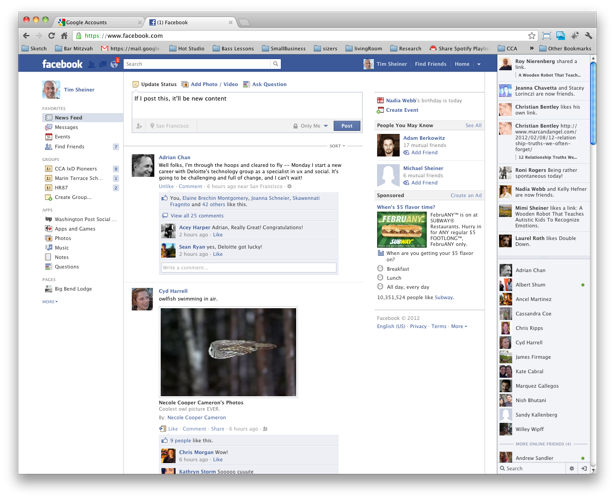 Google Accounts
(1) Facebook
https://www.facebook.com
Sketch
Bar Mitzvah
https://mail.google
Hot Studio
Bass Lessons
SmallBusiness
sizers
livingRoom
Research
Share Spotify Playlis
CCA
Other Bookmarks
facebook
Search
Tim Sheiner
Find Friends
Home
Tim Sheiner
FAVORITES
News Feed
Messages
Events
Find Friends
GROUPS
CCA IxD Pioneers
Marin Terrace Sch...
HR87
Create Group...
APPS
Washington Post Social ...
Apps and Games
Photos
Music
Notes
Questions
PAGES
Big Bend Lodge
MORE
Update Status
Add Photo / Video
Ask Question
If I post this, it'll be new content
San Francisco
Only Me
Post
SORT
Adrian Chan
Well folks, I'm through the hoops and cleared to fly -- Monday I start a
new career with Deloitte's technology group as a specialist in ux and social. It's
going to be challenging and full of change, and I can't wait!
Unlike · Comment · 6 hours ago near San Francisco
You, Elaine Brechin Montgomery, Joanna Schneier, Skawennati
Fragnito and 42 others like this.
View all 25 comments
Acey Harper Adrian, Really Great! Congratulations!
2 hours ago · Like
Sean Ryan yes, Deloitte got lucky!
2 hours ago · Like
Write a comment...
Cyd Harrell
owlfish swimming in air.
Necole Cooper Cameron's Photos
Coolest owl picture EVER.
By: Necole Cooper Cameron
Like · Comment · Share · 6 hours ago
9 people like this.
Chris Morgan Wow!
6 hours ago · Like
Kathryn Storm Soooo cuuute
Nadia Webb's birthday is today
Create Event
People You May Know
See All
Adam Berkowitz
17 mutual friends
Add Friend
Michael Sheiner
6 mutual friends
Add Friend
Sponsored
Create an Ad
When's $5 flavor time?
FebruANY™ is on at
SUBWAY®
Restaurants. Hurry in
for ANY regular $5
FOOTLONG™,
FebruANY only.
FEBRUANY
SUBWAY
When are you getting your $5 flavor
on?
Breakfast
Lunch
All day, every day
10,351,524 people like Subway.
Facebook © 2012
English (US) · Privacy · Terms · More
Roy Nierenberg shared a
link.
A Wooden Robot That Teach...
Jeanna Chavetta and Stacey
Lorinczi are now friends.
Christian Bentley likes his
own link.
Christian Bentley
http://
www.marcandangel.com/
2012/02/08/12-relation
ship-truths-we-often-
forget/
12 Relationship Truths We...
Roni Rogers Being rather
spontaneous today!
Nadia Webb and Kelly Hefner
are now friends.
Mimi Sheiner likes a link: A
Wooden Robot That Teaches
Autistic Kids To Recognize
Emotions.
Laurel Roth likes Double
Down.
Adrian Chan
Albert Shum
Ancel Martinez
Cassandra Coe
Chris Ripps
Cyd Harrell
James Firmage
Kate Cabral
Marquez Gallegos
Nish Bhutani
Sandy Kallenberg
Willey Wipff
MORE ONLINE FRIENDS (4)
Andrew Sandler
Search